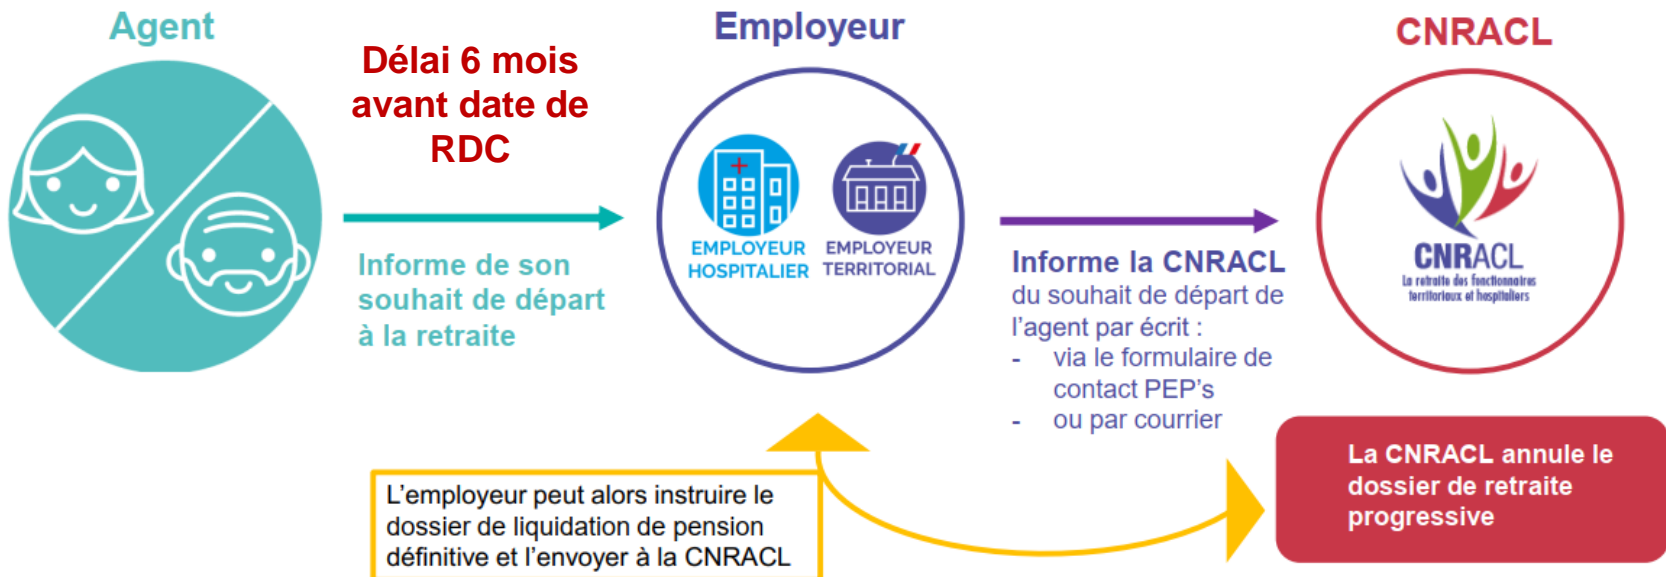 Agent
Délai 6 mois
avant date de
RDC
Informe de son
souhait de départ
à la retraite
Employeur
EMPLOYEUR
HOSPITALIER
EMPLOYEUR
TERRITORIAL
Informe la CNRACL
du souhait de départ de
l'agent par écrit :
- via le formulaire de
contact PEP's
- ou par courrier
CNRACL
CNRACL
La retraite des fonctionnaires
territoriaux et hospitaliers
L'employeur peut alors instruire le
dossier de liquidation de pension
définitive et l'envoyer à la CNRACL
La CNRACL annule le
dossier de retraite
progressive